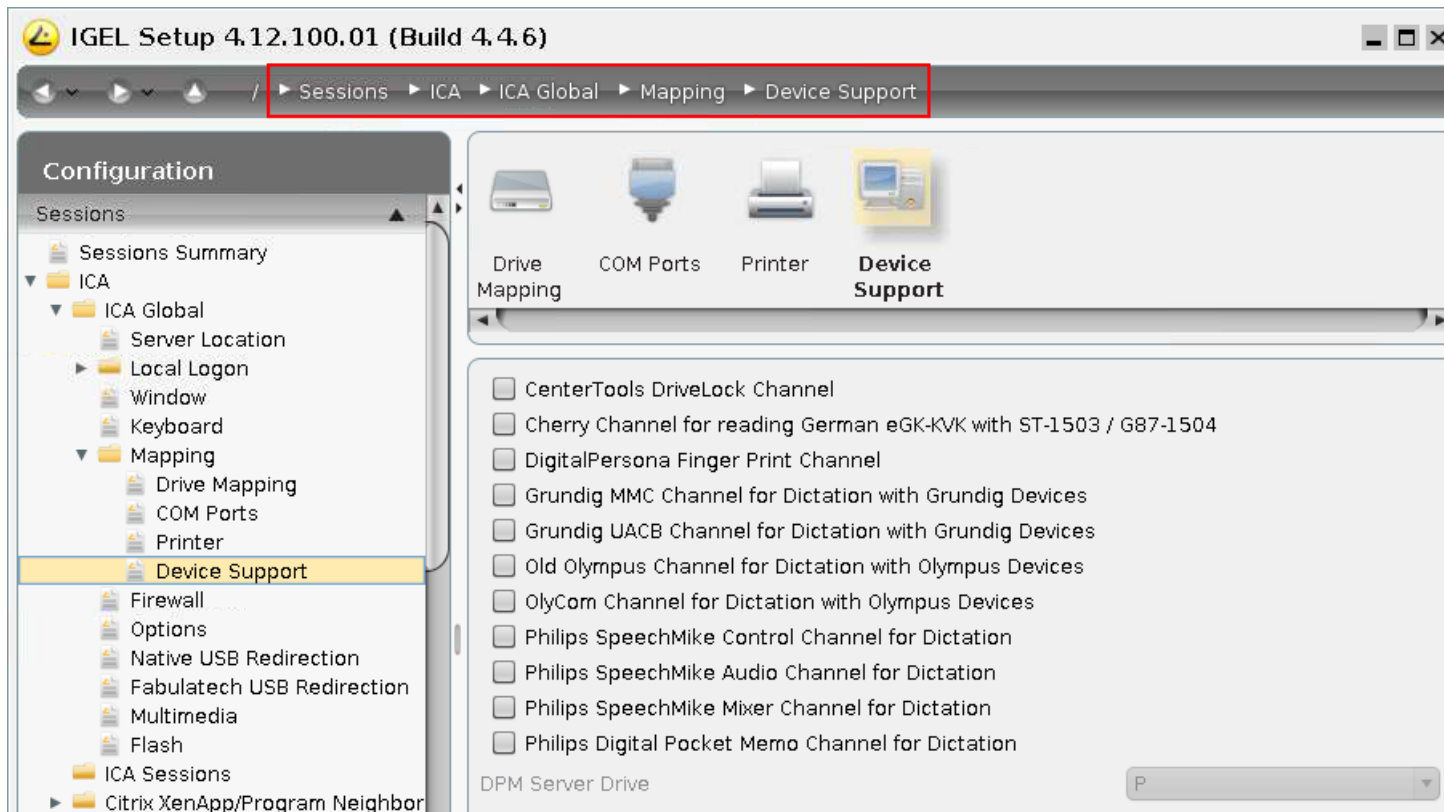 IGEL Setup 4.12.100.01 (Build 4.4.6)
/ Sessions ICA ICA Global Mapping Device Support
Configuration
Sessions
Sessions Summary
ICA
ICA Global
Server Location
Local Logon
Window
Keyboard
Mapping
Drive Mapping
COM Ports
Printer
Device Support
Firewall
Options
Native USB Redirection
Fabulatech USB Redirection
Multimedia
Flash
ICA Sessions
Citrix XenApp/Program Neighbor
Drive Mapping
COM Ports
Printer
Device Support
CenterTools DriveLock Channel
Cherry Channel for reading German eGK-KVK with ST-1503 / G87-1504
DigitalPersona Finger Print Channel
Grundig MMC Channel for Dictation with Grundig Devices
Grundig UACB Channel for Dictation with Grundig Devices
Old Olympus Channel for Dictation with Olympus Devices
OlyCom Channel for Dictation with Olympus Devices
Philips SpeechMike Control Channel for Dictation
Philips SpeechMike Audio Channel for Dictation
Philips SpeechMike Mixer Channel for Dictation
Philips Digital Pocket Memo Channel for Dictation
DPM Server Drive
P